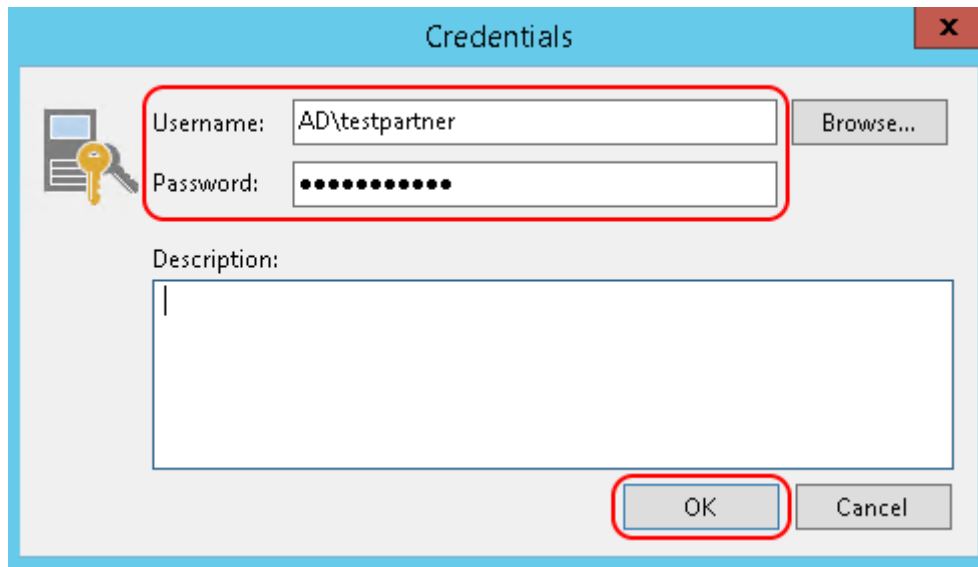 Credentials
x
Username: AD\testpartner Browse...
Password: ●●●●●●●●●●●
Description:
OK Cancel